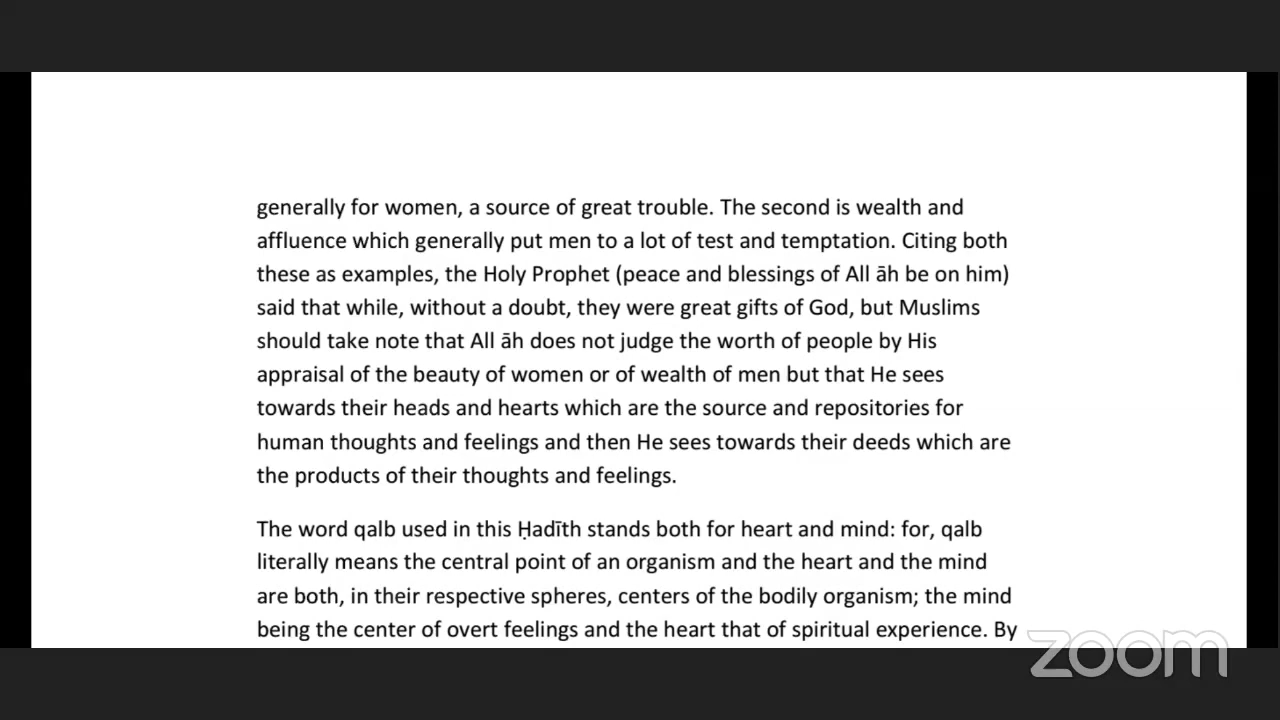 generally for women, a source of great trouble. The second is wealth and
affluence which generally put men to a lot of test and temptation. Citing both
these as examples, the Holy Prophet (peace and blessings of All āh be on him)
said that while, without a doubt, they were great gifts of God, but Muslims
should take note that All āh does not judge the worth of people by His
appraisal of the beauty of women or of wealth of men but that He sees
towards their heads and hearts which are the source and repositories for
human thoughts and feelings and then He sees towards their deeds which are
the products of their thoughts and feelings.
The word qalb used in this Ḥadīth stands both for heart and mind: for, qalb
literally means the central point of an organism and the heart and the mind
are both, in their respective spheres, centers of the bodily organism; the mind
being the center of overt feelings and the heart that of spiritual experience. By
zoom